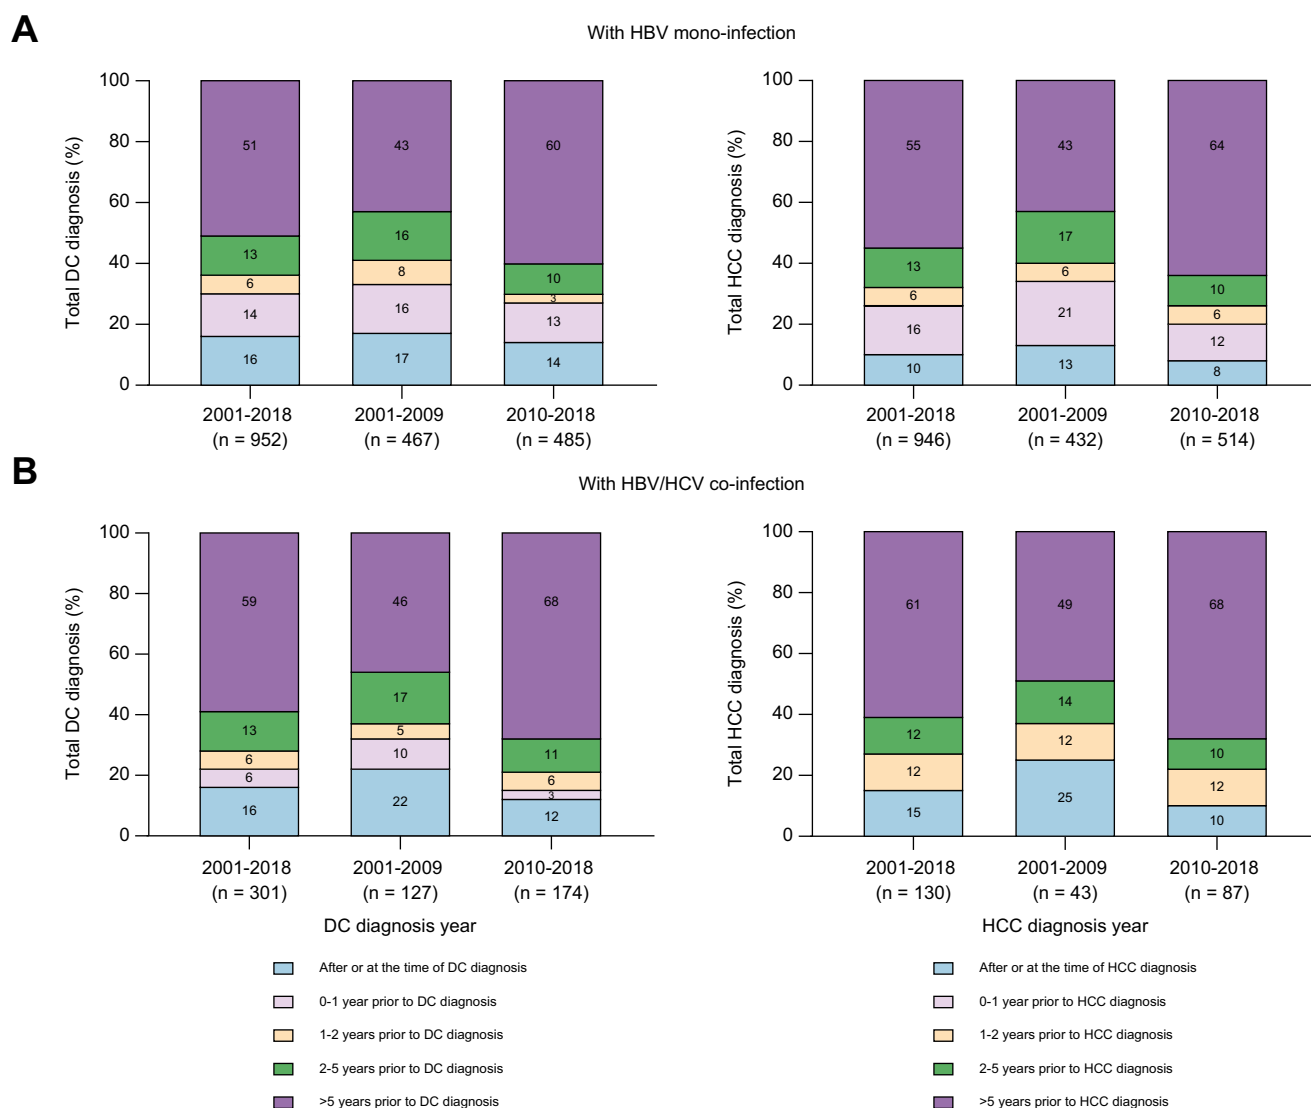 A
With HBV mono-infection
Total DC diagnosis (%)
100
80
60
40
20
0
51
13
6
14
16
43
16
8
16
17
60
10
3
13
14
2001-2018
(n = 952)
2001-2009
(n = 467)
2010-2018
(n = 485)
Total HCC diagnosis (%)
100
80
60
40
20
0
55
13
6
16
10
43
17
6
21
13
64
10
6
12
8
2001-2018
(n = 946)
2001-2009
(n = 432)
2010-2018
(n = 514)
B
With HBV/HCV co-infection
Total DC diagnosis (%)
100
80
60
40
20
0
59
13
6
6
16
46
17
5
10
22
68
11
6
3
12
2001-2018
(n = 301)
2001-2009
(n = 127)
2010-2018
(n = 174)
DC diagnosis year
Total HCC diagnosis (%)
100
80
60
40
20
0
61
12
12
15
49
14
12
25
68
10
12
10
2001-2018
(n = 130)
2001-2009
(n = 43)
2010-2018
(n = 87)
HCC diagnosis year
After or at the time of DC diagnosis
0-1 year prior to DC diagnosis
1-2 years prior to DC diagnosis
2-5 years prior to DC diagnosis
>5 years prior to DC diagnosis
After or at the time of HCC diagnosis
0-1 year prior to HCC diagnosis
1-2 years prior to HCC diagnosis
2-5 years prior to HCC diagnosis
>5 years prior to HCC diagnosis